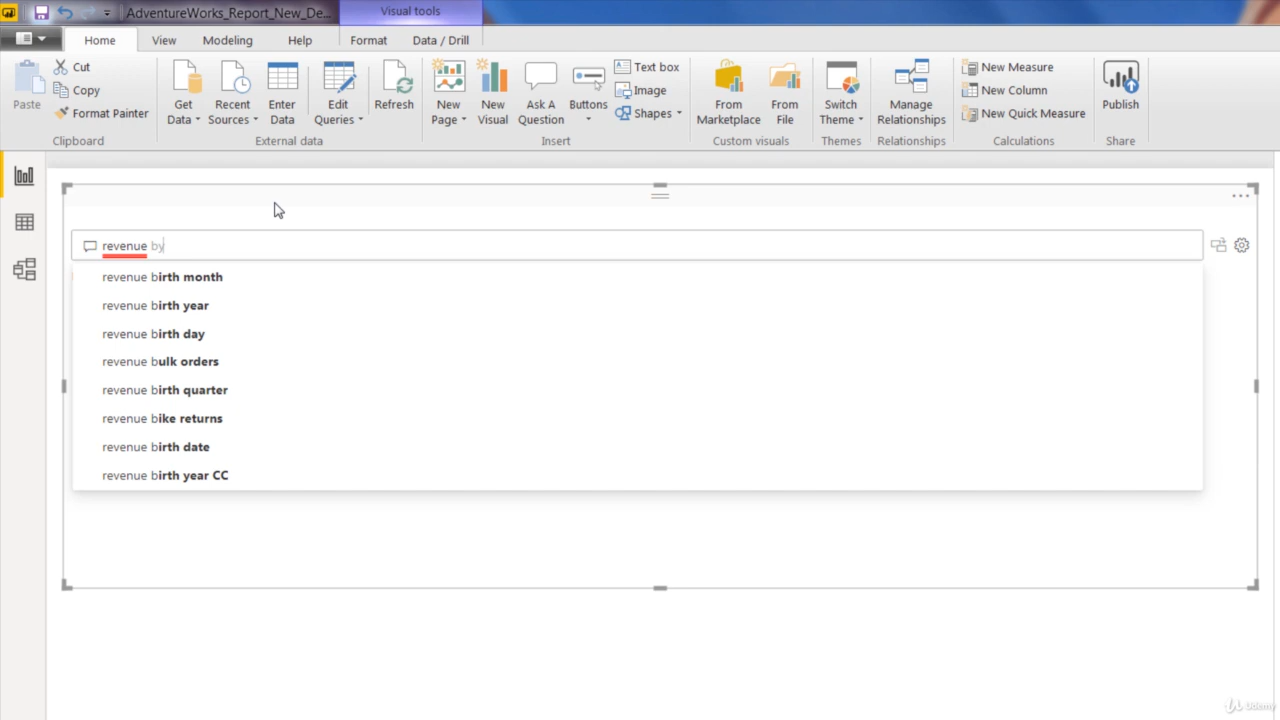 AdventureWorks_Report_New_De...
Visual tools
Home
View
Modeling
Help
Format
Data / Drill
Paste
Cut
Copy
Format Painter
Clipboard
Get Data
Recent Sources
Enter Data
Edit Queries
Refresh
External data
New Page
New Visual
Ask A Question
Buttons
Text box
Image
Shapes
Insert
From Marketplace
From File
Custom visuals
Switch Theme
Themes
Manage Relationships
Relationships
New Measure
New Column
New Quick Measure
Calculations
Publish
Share
revenue by
revenue birth month
revenue birth year
revenue birth day
revenue bulk orders
revenue birth quarter
revenue bike returns
revenue birth date
revenue birth year CC
Udemy